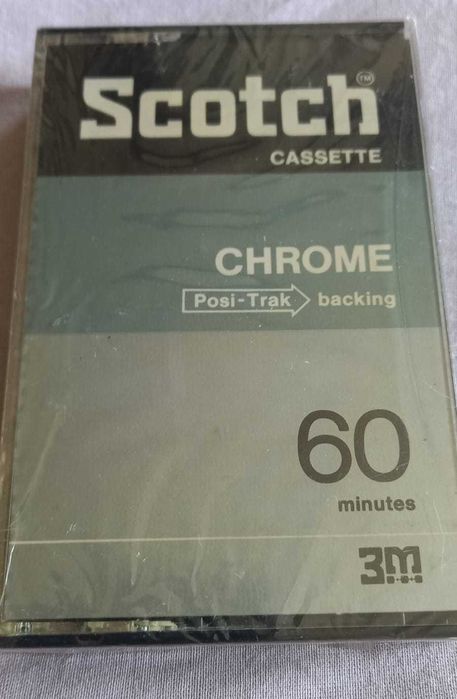 Scotch™
CASSETTE
CHROME
Posi-Trak backing
60
minutes
3M